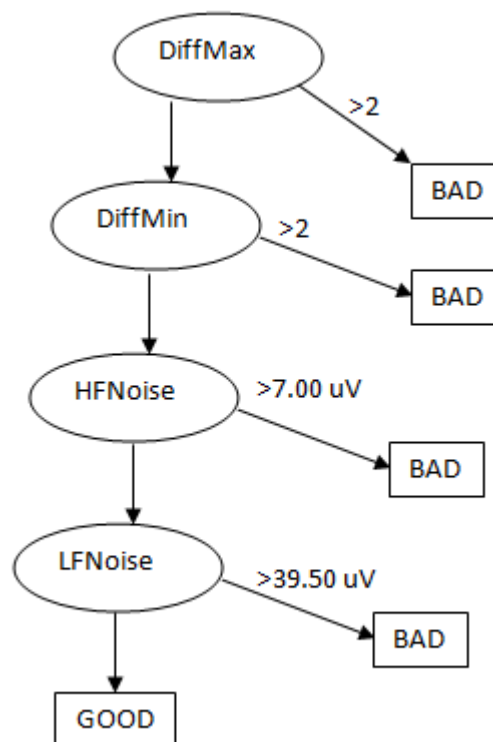 DiffMax
>2
BAD
DiffMin
>2
BAD
HFNoise
>7.00 uV
BAD
LFNoise
>39.50 uV
BAD
GOOD